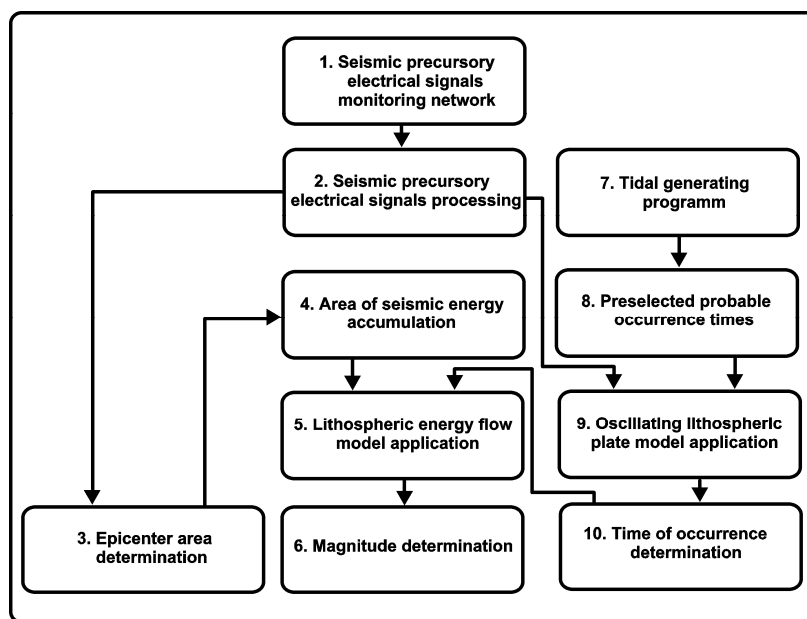 1. Seismic precursory
electrical signals
monitoring network
2. Seismic precursory
electrical signals processing
7. Tidal generating
programm
4. Area of seismic energy
accumulation
8. Preselected probable
occurrence times
5. Lithospheric energy flow
model application
9. Oscillating lithospheric
plate model application
3. Epicenter area
determination
6. Magnitude determination
10. Time of occurrence
determination